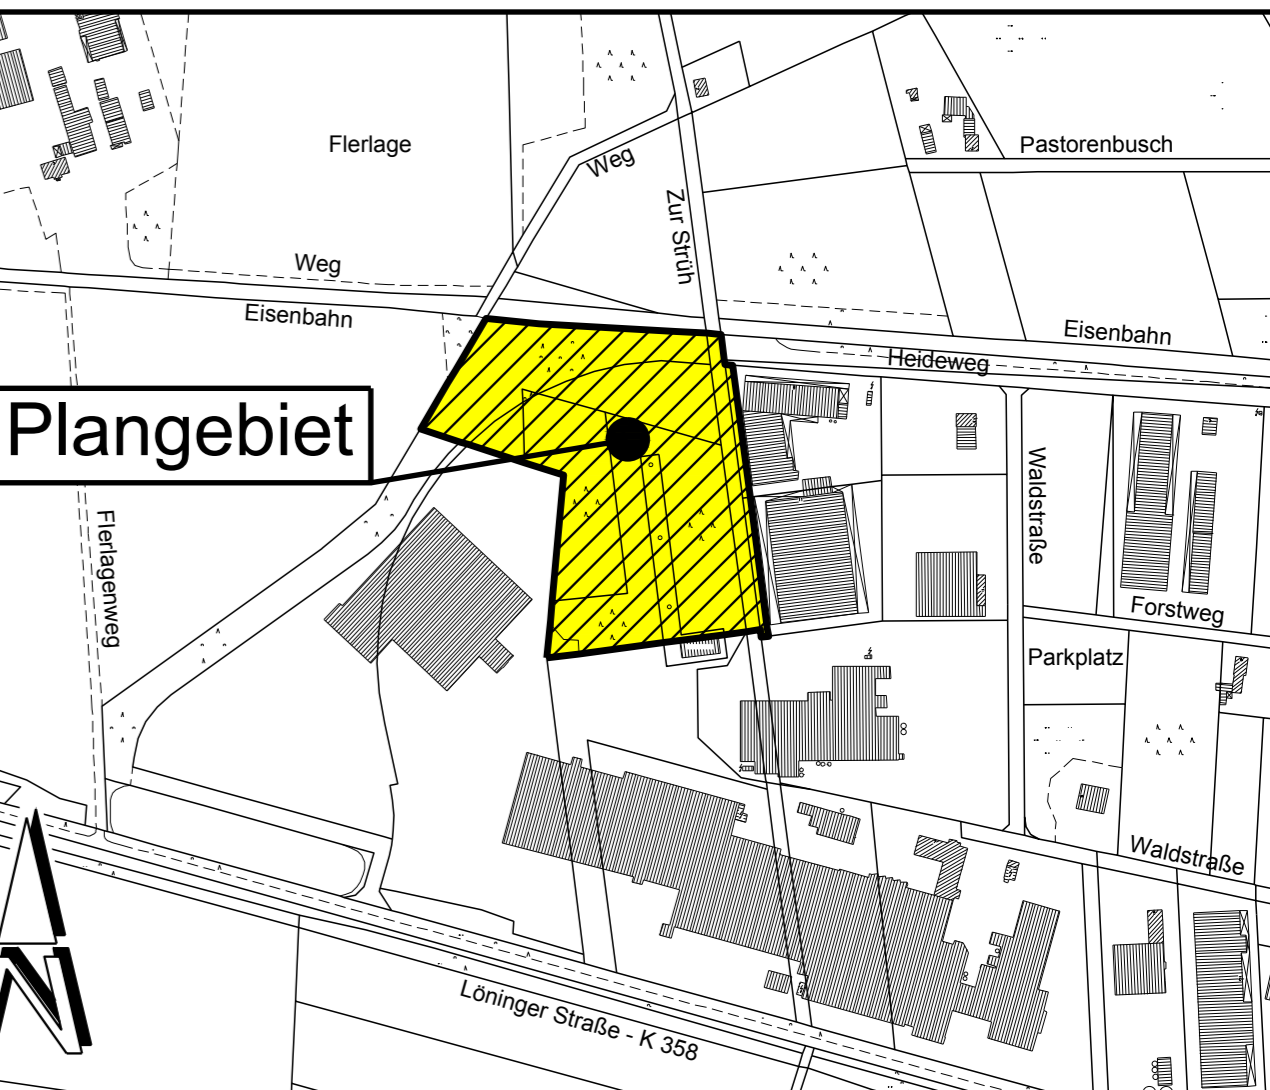 Flerlage
Pastorenbusch
Weg
Zur Strüh
Weg
Eisenbahn
Eisenbahn
Heideweg
Plangebiet
Waldstraße
Flerlagenweg
Forstweg
Parkplatz
Waldstraße
N
Löninger Straße - K 358